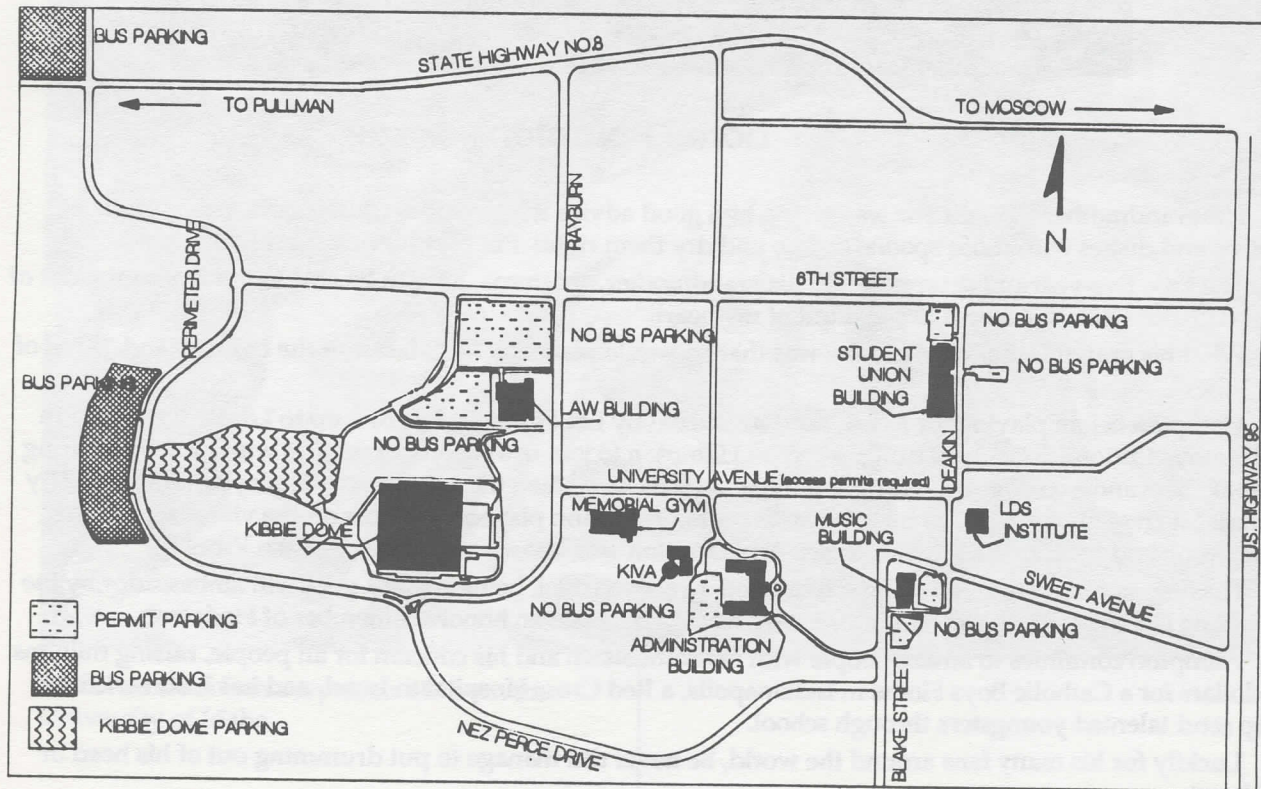 BUS PARKING
STATE HIGHWAY NO.8
TO PULLMAN
TO MOSCOW
N
RAYBURN
RERIMETER DRIVE
6TH STREET
NO BUS PARKING
NO BUS PARKING
STUDENT
UNION
BUILDING
NO BUS PARKING
BUS PARKING
LAW BUILDING
NO BUS PARKING
DEAKN
UNIVERSITY AVENUE (access permits required)
U.S. HIGHWAY 95
MEMORIAL GYM
LDS
INSTITUTE
KIBBIE DOME
MUSIC
BUILDING
KIVA
SWEET AVENUE
NO BUS PARKING
NO BUS PARKING
ADMINISTRATION
BUILDING
PERMIT PARKING
BUS PARKING
KIBBIE DOME PARKING
NEZ PERCE DRIVE
BLAKE STREET